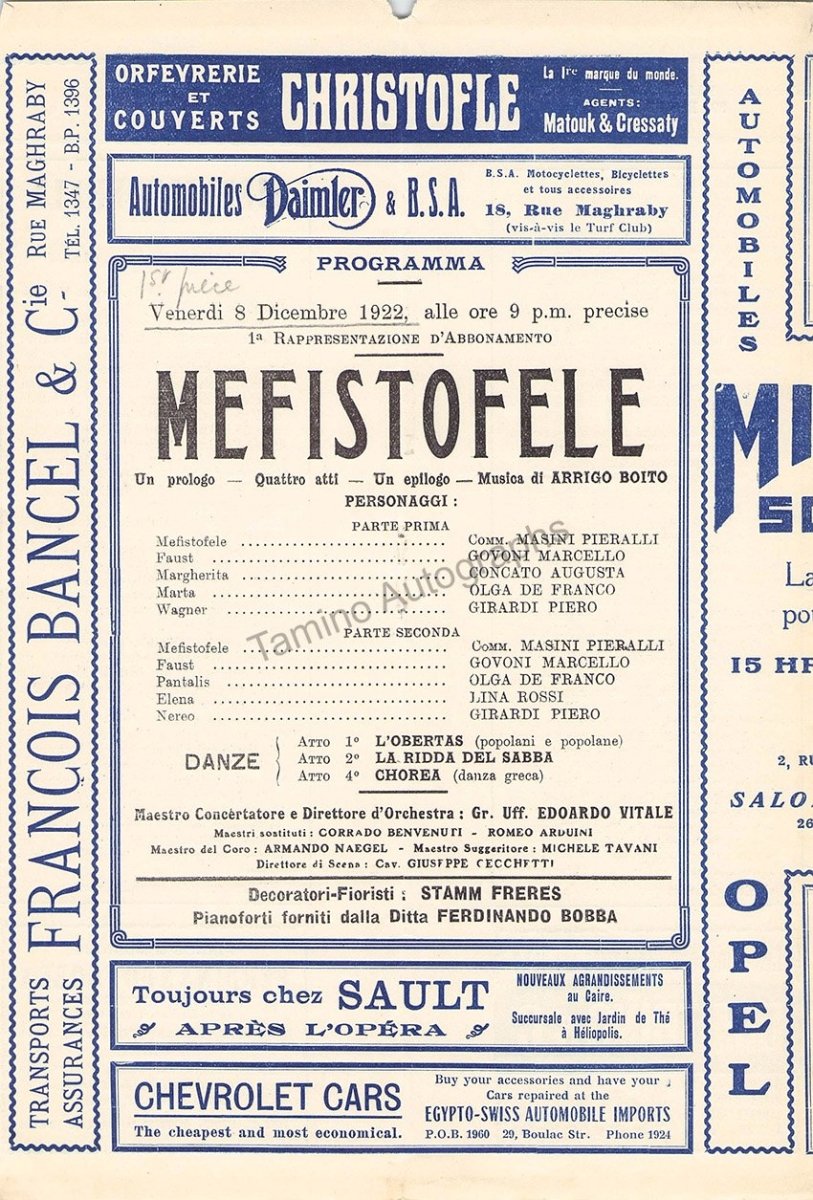 ORFEVRERIE
ET
COUVERTS
CHRISTOFLE
La 1re marque du monde.
AGENTS:
Matouk & Cressaty
Automobiles Daimler & B.S.A.
B.S.A. Motocyclettes, Bicyclettes
et tous accessoires
18, Rue Maghraby
(vis-à-vis le Turf Club)
TRANSPORTS
ASSURANCES
FRANÇOIS BANCEL & Cie
RUE MAGHRABY
TÉL. 1347 - B.P. 1396
PROGRAMMA
1er pièce
Venerdi 8 Dicembre 1922, alle ore 9 p.m. precise
1a RAPPRESENTAZIONE D'ABBONAMENTO
MEFISTOFELE
Un prologo — Quattro atti — Un epilogo — Musica di ARRIGO BOITO
PERSONAGGI :
PARTE PRIMA
Mefistofele .......................... Comm. MASINI PIERALLI
Faust .............................. GOVONI MARCELLO
Margherita .......................... CONCATO AUGUSTA
Marta .............................. OLGA DE FRANCO
Wagner ............................ GIRARDI PIERO
PARTE SECONDA
Mefistofele .......................... Comm. MASINI PIERALLI
Faust .............................. GOVONI MARCELLO
Pantalis ............................ OLGA DE FRANCO
Elena .............................. LINA ROSSI
Nereo .............................. GIRARDI PIERO
DANZE
ATTO 1º L'OBERTAS (popolani e popolane)
ATTO 2º LA RIDDA DEL SABBA
ATTO 4º CHOREA (danza greca)
Maestro Concertatore e Direttore d'Orchestra : Gr. Uff. EDOARDO VITALE
Maestri sostituti : CORRADO BENVENUTI - ROMEO ARDUINI
Maestro del Coro : ARMANDO NAEGEL - Maestro Suggeritore : MICHELE TAVANI
Direttore di Scena : Cav. GIUSEPPE CECCHETTI
Decoratori-Fioristi : STAMM FRERES
Pianoforti forniti dalla Ditta FERDINANDO BOBBA
Tamino Autographs
Toujours chez SAULT
APRÈS L'OPÉRA
NOUVEAUX AGRANDISSEMENTS
au Caire.
Succursale avec Jardin de Thé
à Héliopolis.
CHEVROLET CARS
The cheapest and most economical.
Buy your accessories and have your
Cars repaired at the
EGYPTO-SWISS AUTOMOBILE IMPORTS
P.O.B. 1960 29, Boulac Str. Phone 1924
AUTOMOBILES
OPEL
La
15 HP
2, RU
SALO
26